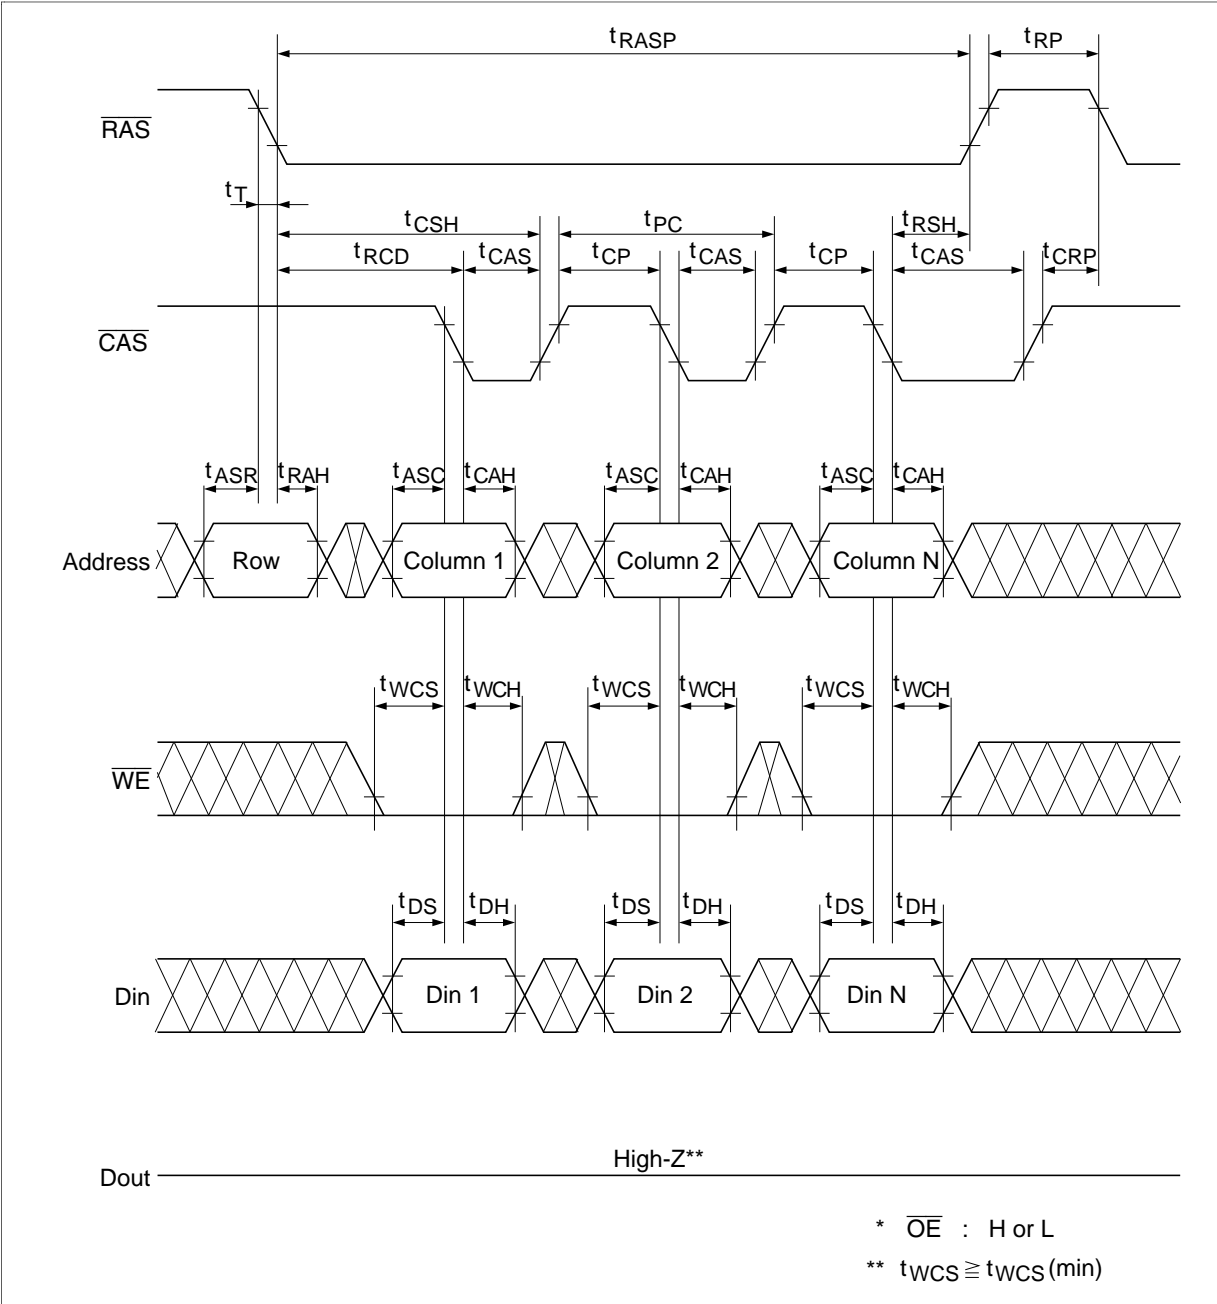 tRASP tRP
RAS
tT
tCSH tPC tRSH
tRCD tCAS tCP tCAS tCP tCAS tCRP
CAS
tASR tRAH tASC tCAH tASC tCAH tASC tCAH
Address Row Column 1 Column 2 Column N
tWCS tWCH tWCS tWCH tWCS tWCH
WE
tDS tDH tDS tDH tDS tDH
Din Din 1 Din 2 Din N
High-Z**
Dout
* OE : H or L
** tWCS ≧ tWCS (min)